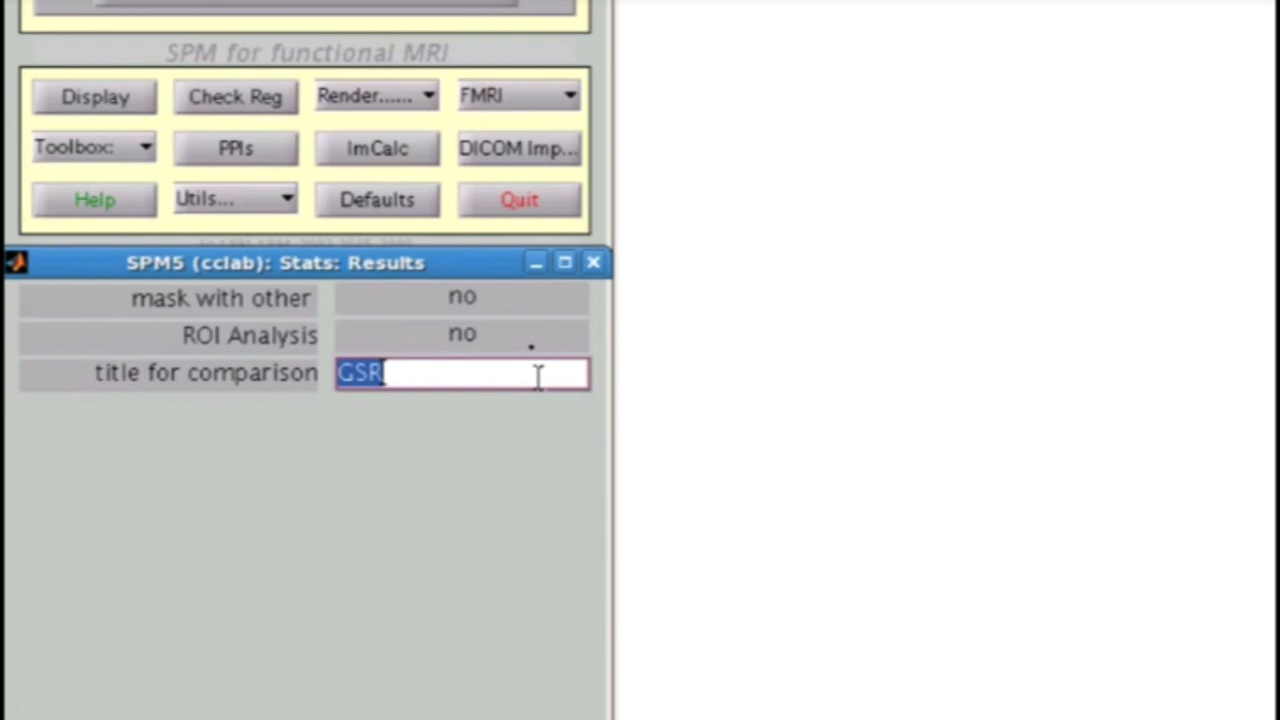 SPM for functional MRI
Display Check Reg Render...... FMRI
Toolbox: PPIs ImCalc DICOM Imp...
Help Utils... Defaults Quit
SPM5 (cclab): Stats: Results
mask with other no
ROI Analysis no
title for comparison GSR